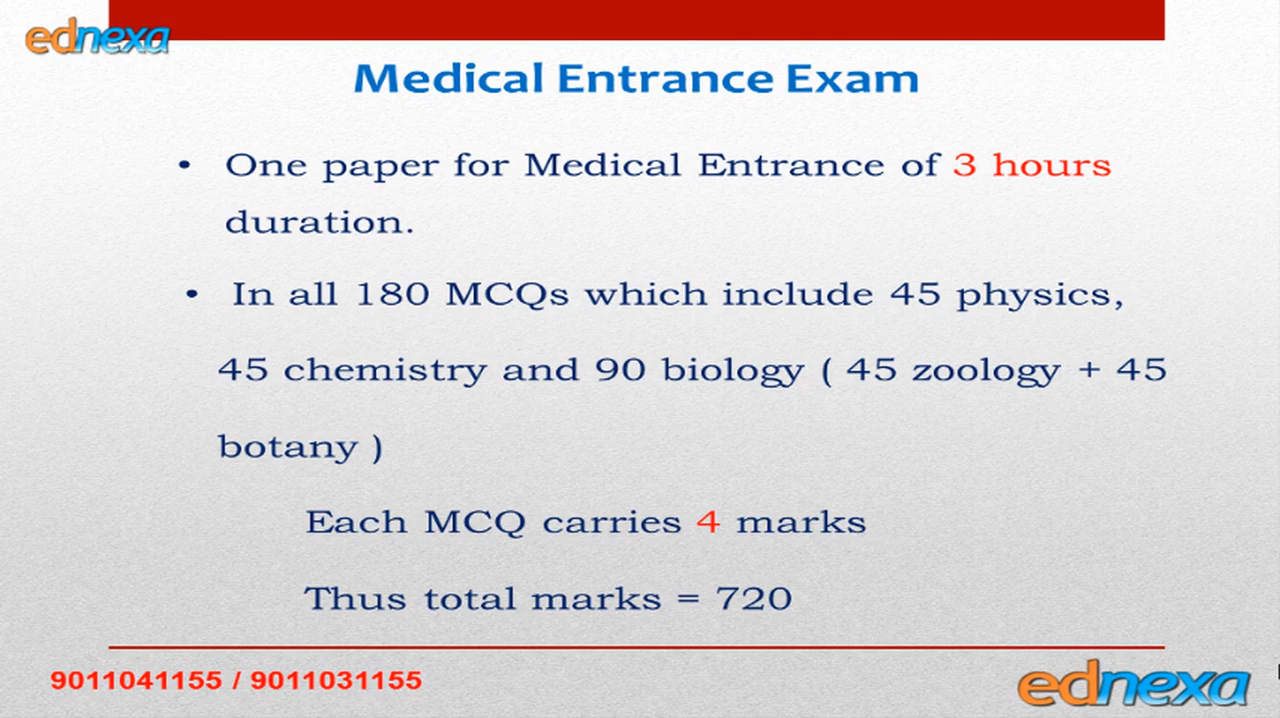 ednexa
Medical Entrance Exam
• One paper for Medical Entrance of 3 hours
duration.
• In all 180 MCQs which include 45 physics,
45 chemistry and 90 biology ( 45 zoology + 45
botany )
Each MCQ carries 4 marks
Thus total marks = 720
9011041155 / 9011031155
ednexa